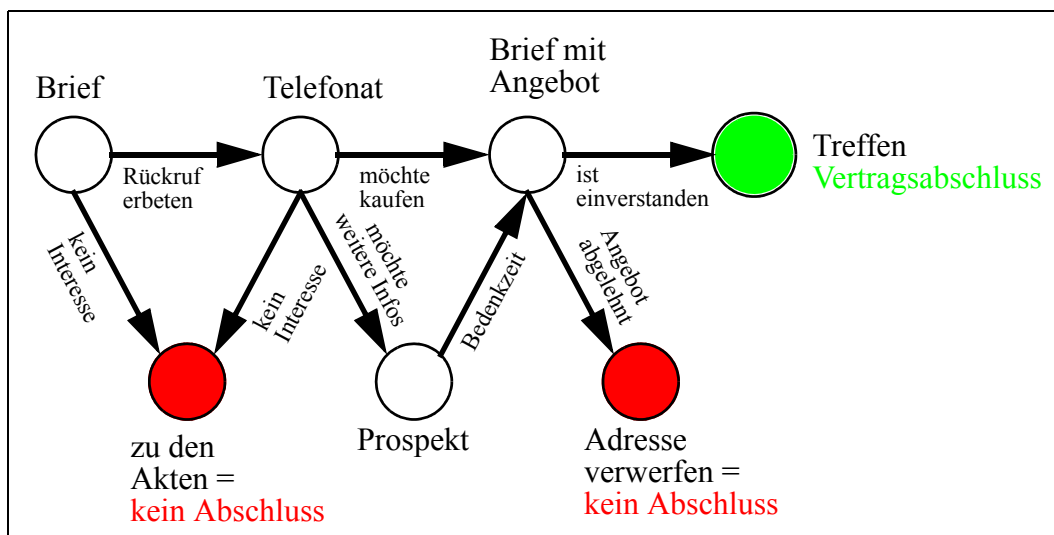 Brief mit
Angebot
Brief
Telefonat
Treffen
Vertragsabschluss
Rückruf
erbeten
möchte
kaufen
ist
einverstanden
kein
Interesse
kein
Interesse
möchte
weitere Infos
Bedenkzeit
Angebot
abgelehnt
zu den
Akten =
kein Abschluss
Prospekt
Adresse
verwerfen =
kein Abschluss